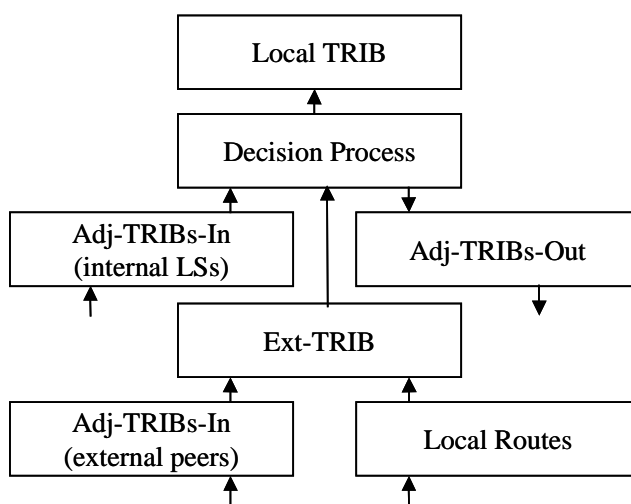 Local TRIB
Decision Process
Adj-TRIBs-In
(internal LSs)
Adj-TRIBs-Out
Ext-TRIB
Adj-TRIBs-In
(external peers)
Local Routes